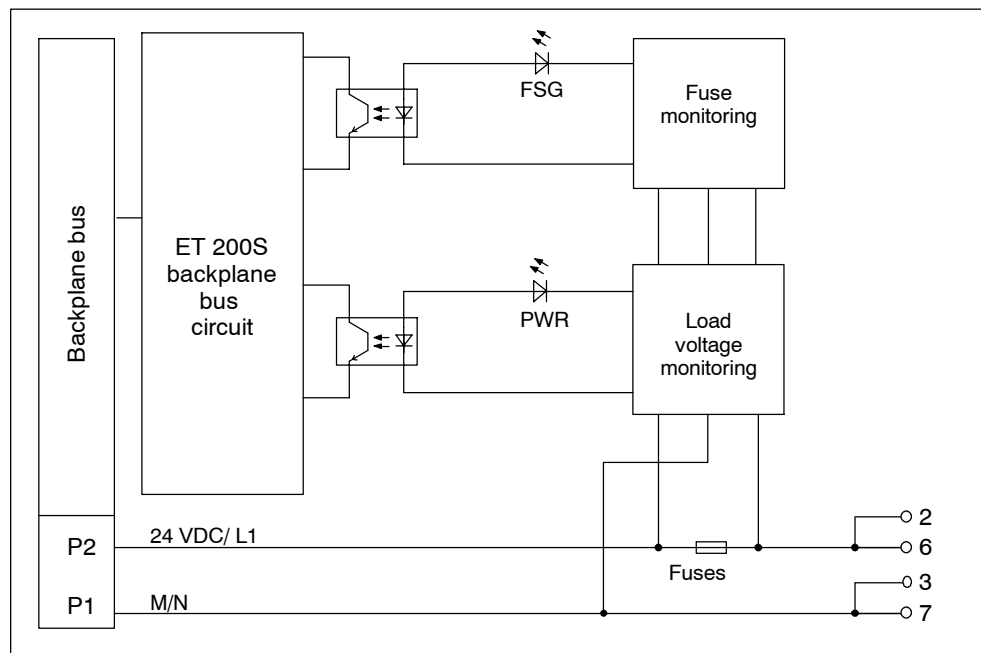 FSG
Fuse
monitoring
Backplane bus
ET 200S
backplane
bus
circuit
PWR
Load
voltage
monitoring
P2
24 VDC/ L1
2
6
Fuses
3
P1
M/N
7